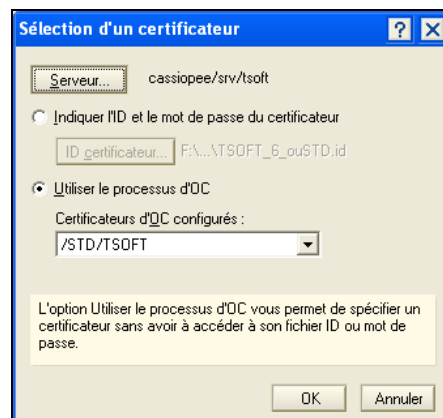 Sélection d'un certificateur
Serveur... cassiopee/srv/tsoft
Indiquer l'ID et le mot de passe du certificateur
ID certificateur... F:\...\TSOFT_6_ouSTD.id
Utiliser le processus d'OC
Certificateurs d'OC configurés :
/STD/TSOFT
L'option Utiliser le processus d'OC vous permet de spécifier un
certificateur sans avoir à accéder à son fichier ID ou mot de
passe.
OK Annuler